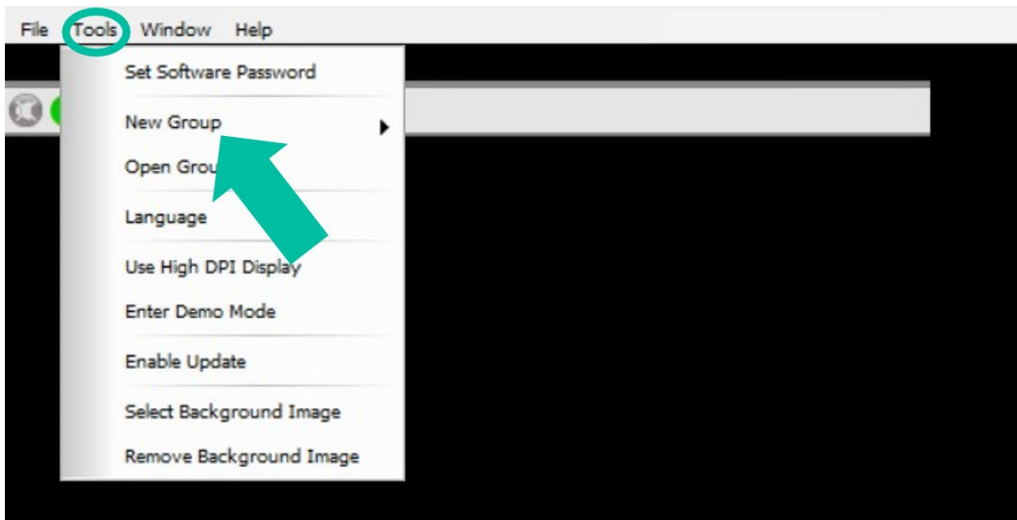 File Tools Window Help
Set Software Password
New Group
Open Grou
Language
Use High DPI Display
Enter Demo Mode
Enable Update
Select Background Image
Remove Background Image